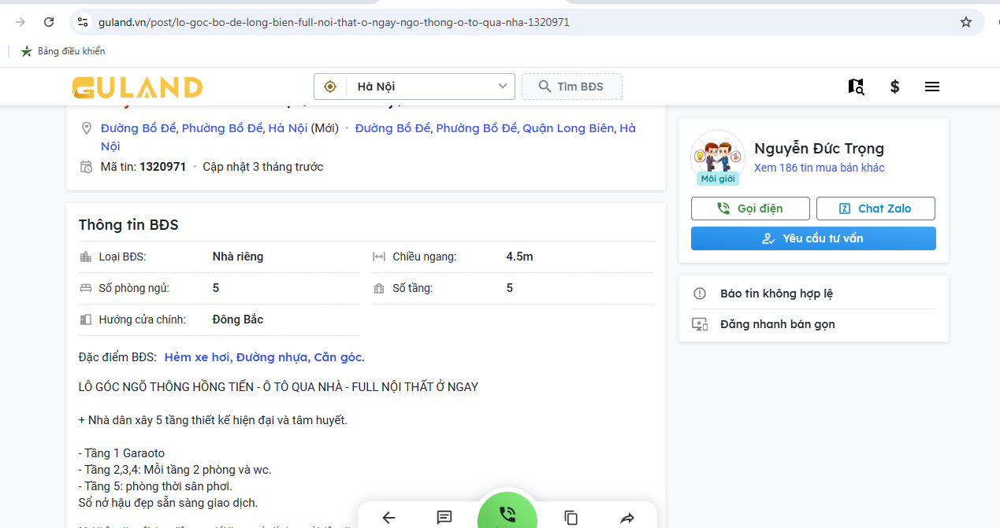 guland.vn/post/lo-goc-bo-de-long-bien-full-noi-that-o-ngay-ngo-thong-o-to-qua-nha-1320971
Bảng điều khiển
GULAND
Hà Nội
Tìm BĐS
$
Đường Bồ Đề, Phường Bồ Đề, Hà Nội (Mới) · Đường Bồ Đề, Phường Bồ Đề, Quận Long Biên, Hà
Nội
Mã tin: 1320971 · Cập nhật 3 tháng trước
Thông tin BĐS
Loại BĐS: Nhà riêng
Chiều ngang: 4.5m
Số phòng ngủ: 5
Số tầng: 5
Hướng cửa chính: Đông Bắc
Đặc điểm BĐS: Hẻm xe hơi, Đường nhựa, Căn góc.
LÔ GÓC NGÕ THÔNG HỒNG TIẾN - Ô TÔ QUA NHÀ - FULL NỘI THẤT Ở NGAY
+ Nhà dân xây 5 tầng thiết kế hiện đại và tâm huyết.
- Tầng 1 Garaoto
- Tầng 2,3,4: Mỗi tầng 2 phòng và wc.
- Tầng 5: phòng thời sân phơi.
Sổ nở hậu đẹp sẵn sàng giao dịch.
Môi giới
Nguyễn Đức Trọng
Xem 186 tin mua bán khác
Gọi điện
Chat Zalo
Yêu cầu tư vấn
Báo tin không hợp lệ
Đăng nhanh bán gọn